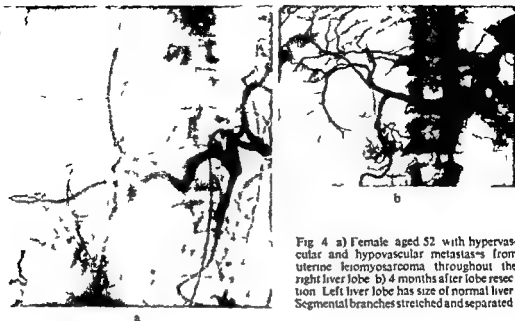 a
b
Fig 4 a) Female aged 52 with hypervas-
cular and hypovascular metastas-s from
uterine leiomyosarcoma throughout the
right liver lobe b) 4 months after lobe resec
tion Left liver lobe has size of normal liver
Segmental branches stretched and separated